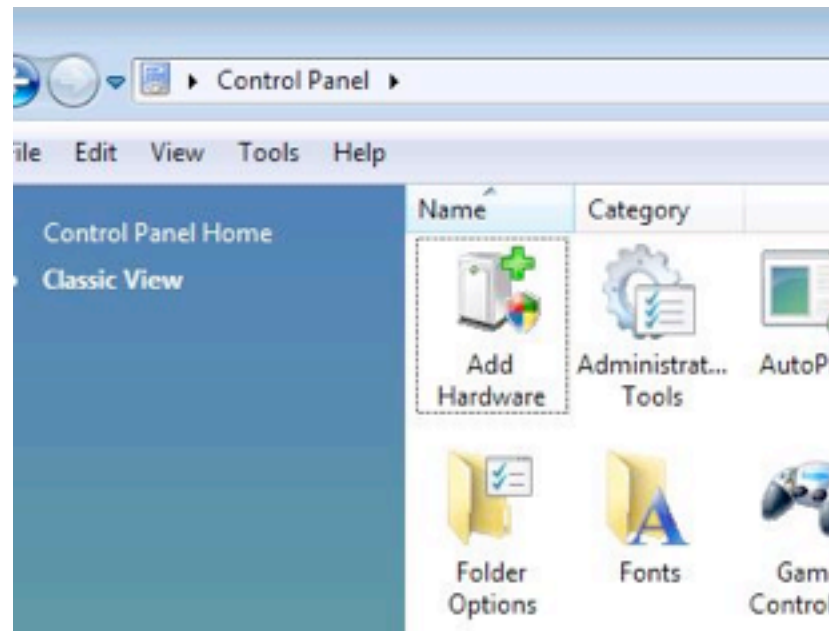 Control Panel
ile Edit View Tools Help
Control Panel Home
Classic View
Name Category
Add
Hardware
Administrat...
Tools
AutoP
Folder
Options
Fonts
Gam
Control